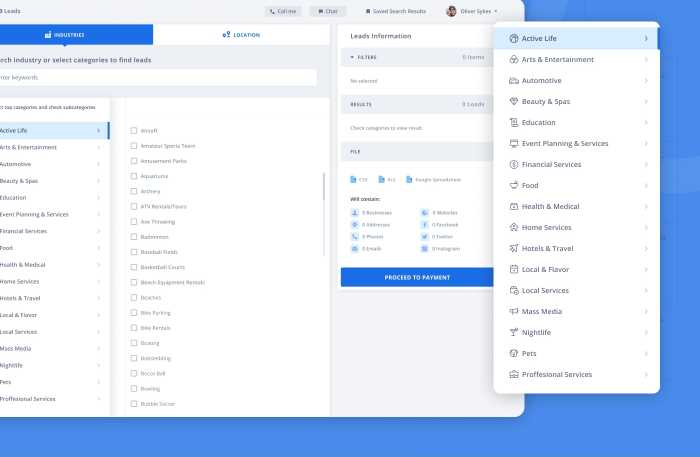 Leads
Call me
Chat
Saved Search Results
Oliver Sykes
INDUSTRIES
LOCATION
rch industry or select categories to find leads
nter keywords
ct top categories and check subcategories
Active Life
Arts & Entertainment
Automotive
Beauty & Spas
Education
Event Planning & Services
Financial Services
Food
Health & Medical
Home Services
Hotels & Travel
Local & Flavor
Local Services
Mass Media
Nightlife
Pets
Proffessional Services
Airsoft
Amateur Sports Team
Amusement Parks
Aquariums
Archery
ATV Rentals/Tours
Axe Throwing
Badminton
Baseball Fields
Basketball Courts
Beach Equipment Rentals
Beaches
Bike Parking
Bike Rentals
Boating
Bobsledding
Bocce Ball
Bowling
Bubble Soccer
Leads Information
FILTERS
0 Items
No selected
RESULTS
0 Leads
Check categories to view result.
FILE
CSV
XLS
Google Spreadsheet
Will contain:
0 Businesses
0 Websites
0 Addresses
0 Facebook
0 Phones
0 Twitter
0 Emails
0 Instagram
PROCEED TO PAYMENT
Active Life
Arts & Entertainment
Automotive
Beauty & Spas
Education
Event Planning & Services
Financial Services
Food
Health & Medical
Home Services
Hotels & Travel
Local & Flavor
Local Services
Mass Media
Nightlife
Pets
Proffesional Services